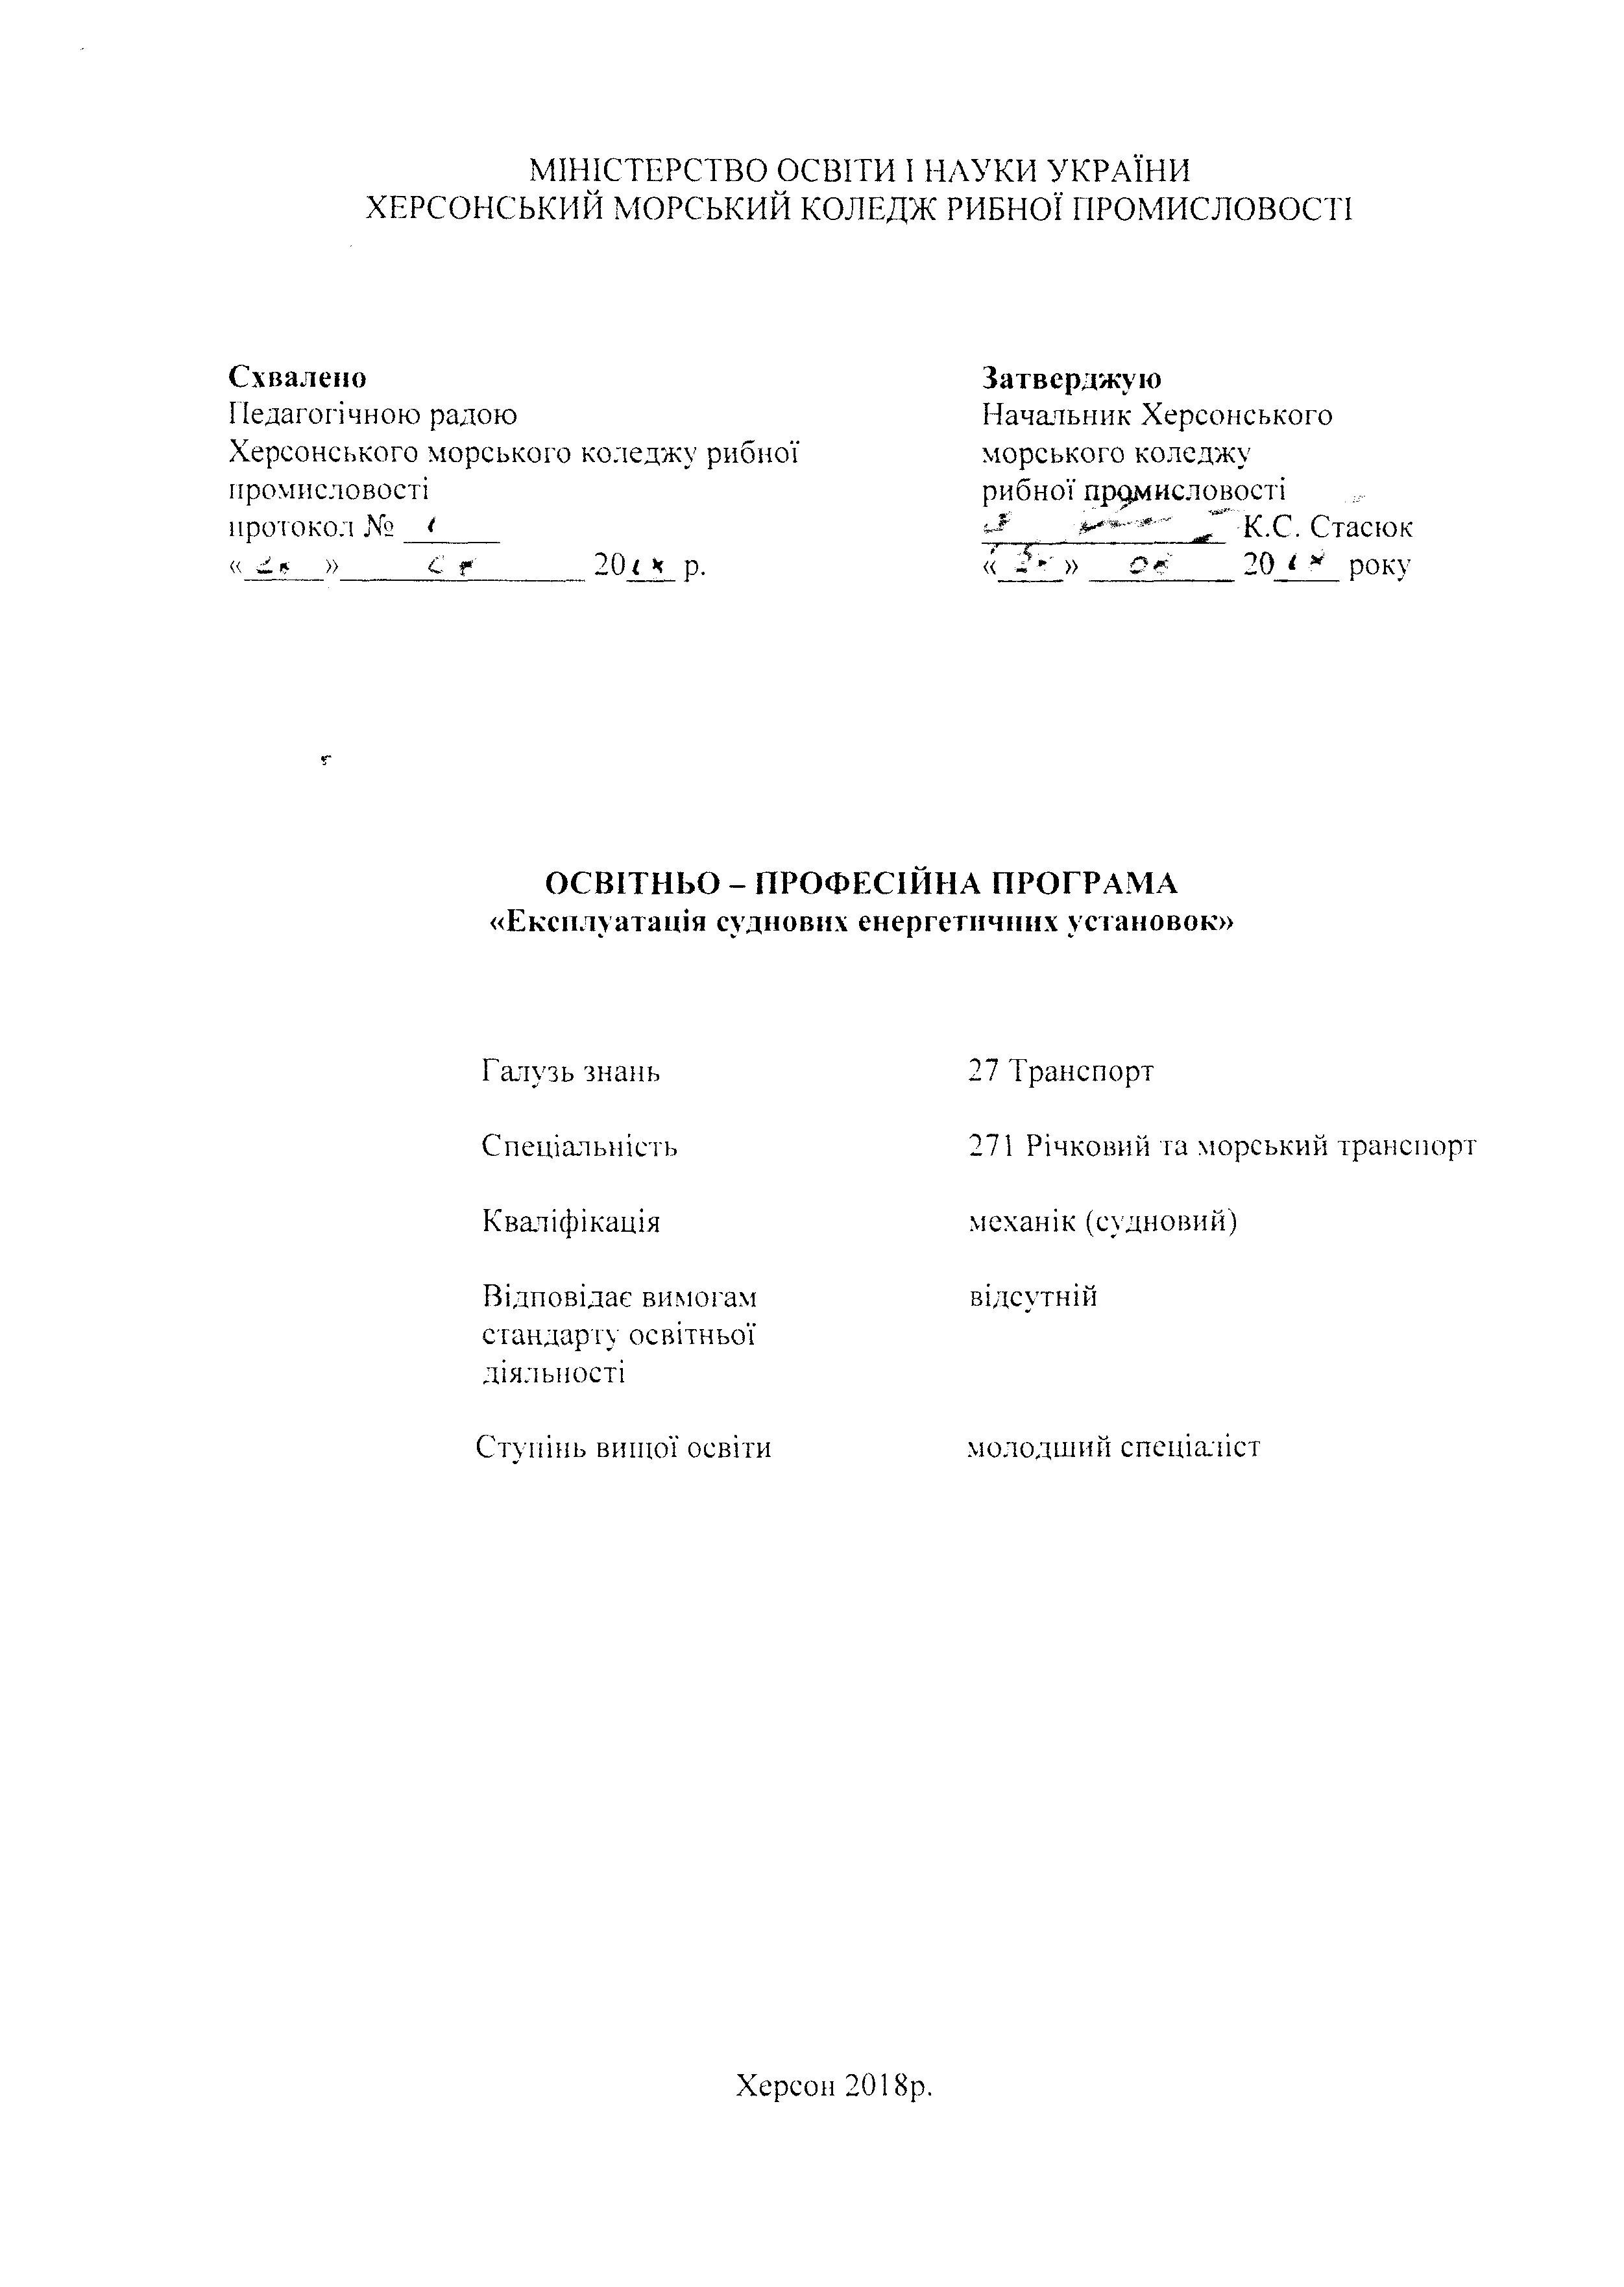 МІНІСТЕРСТВО ОСВІТИ І НАУКИ УКРАЇНИ
ХЕРСОНСЬКИЙ МОРСЬКИЙ КОЛЕДЖ РИБНОЇ ПРОМИСЛОВОСТІ
Схвалено
Педагогічною радою
Херсонського морського коледжу рибної
промисловості
протокол № 1
« » 20 р.
Затверджую
Начальник Херсонського
морського коледжу
рибної промисловості
К.С. Стасюк
« » 20 року
ОСВІТНЬО – ПРОФЕСІЙНА ПРОГРАМА
«Експлуатація суднових енергетичних установок»
Галузь знань 27 Транспорт
Спеціальність 271 Річковий та морський транспорт
Кваліфікація механік (судновий)
Відповідає вимогам відсутній
стандарту освітньої
діяльності
Ступінь вищої освіти молодший спеціаліст
Херсон 2018р.